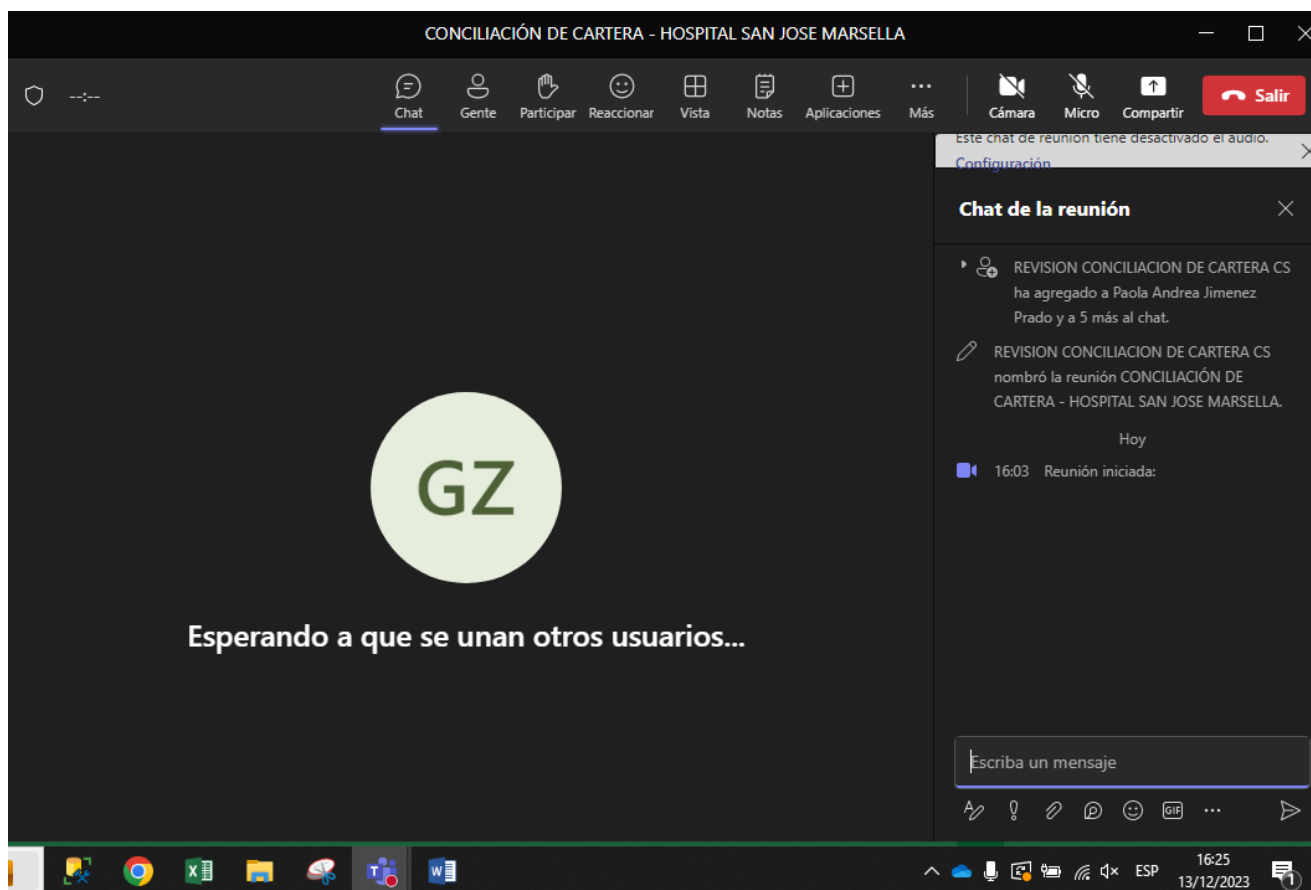 CONCILIACIÓN DE CARTERA - HOSPITAL SAN JOSE MARSELLA
--:--
Chat
Gente
Participar
Reaccionar
Vista
Notas
Aplicaciones
Más
Cámara
Micro
Compartir
Salir
Este chat de reunión tiene desactivado el audio.
Configuración
Chat de la reunión
REVISION CONCILIACION DE CARTERA CS
ha agregado a Paola Andrea Jimenez
Prado y a 5 más al chat.
REVISION CONCILIACION DE CARTERA CS
nombró la reunión CONCILIACIÓN DE
CARTERA - HOSPITAL SAN JOSE MARSELLA.
Hoy
16:03 Reunión iniciada:
GZ
Esperando a que se unan otros usuarios...
Escriba un mensaje
GIF
ESP
16:25
13/12/2023
1